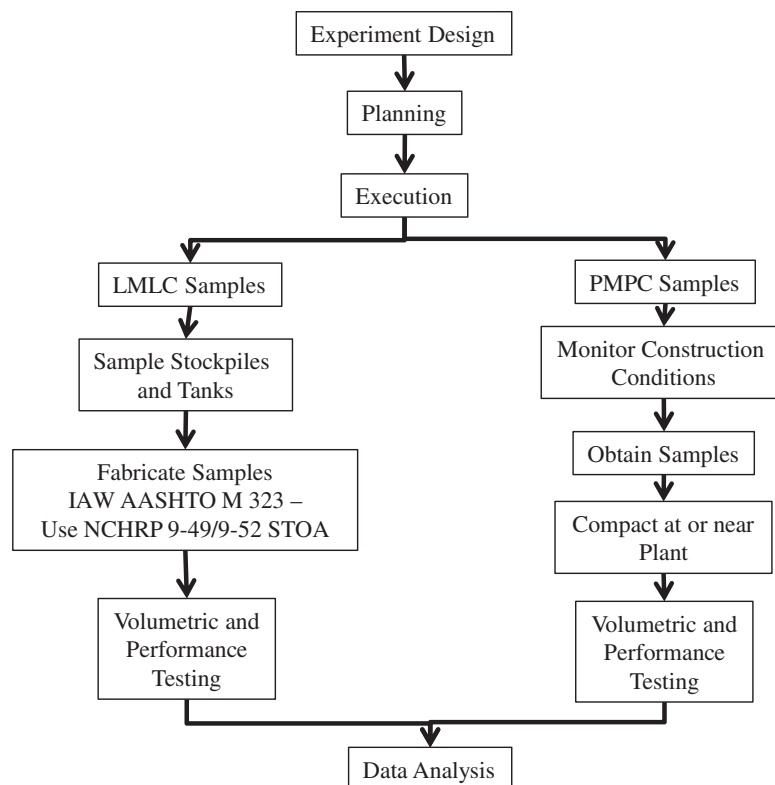 Experiment Design
Planning
Execution
LMLC Samples
Sample Stockpiles
and Tanks
Fabricate Samples
IAW AASHTO M 323 –
Use NCHRP 9-49/9-52 STOA
Volumetric and
Performance
Testing
PMPC Samples
Monitor Construction
Conditions
Obtain Samples
Compact at or near
Plant
Volumetric and
Performance
Testing
Data Analysis